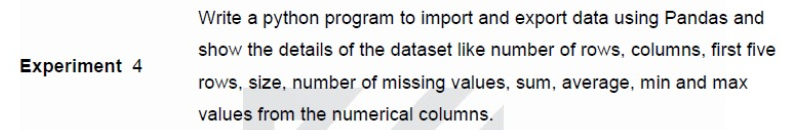 Write a python program to import and export data using Pandas and
show the details of the dataset like number of rows, columns, first five
Experiment 4
rows, size, number of missing values, sum, average, min and max
values from the numerical columns.